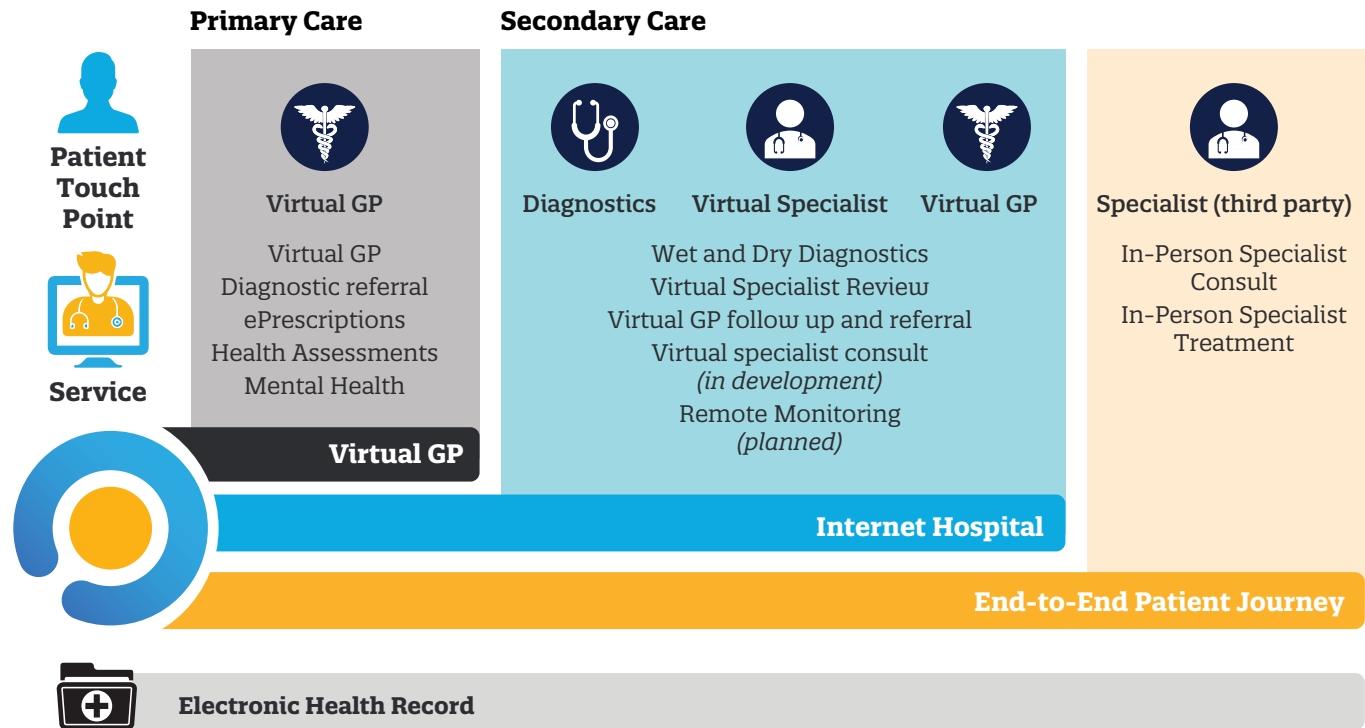 Primary Care
Secondary Care
Patient
Touch
Point
Service
Virtual GP
Virtual GP
Diagnostic referral
ePrescriptions
Health Assessments
Mental Health
Diagnostics
Virtual Specialist
Virtual GP
Wet and Dry Diagnostics
Virtual Specialist Review
Virtual GP follow up and referral
Virtual specialist consult
(in development)
Remote Monitoring
(planned)
Specialist (third party)
In-Person Specialist
Consult
In-Person Specialist
Treatment
Virtual GP
Internet Hospital
End-to-End Patient Journey
Electronic Health Record